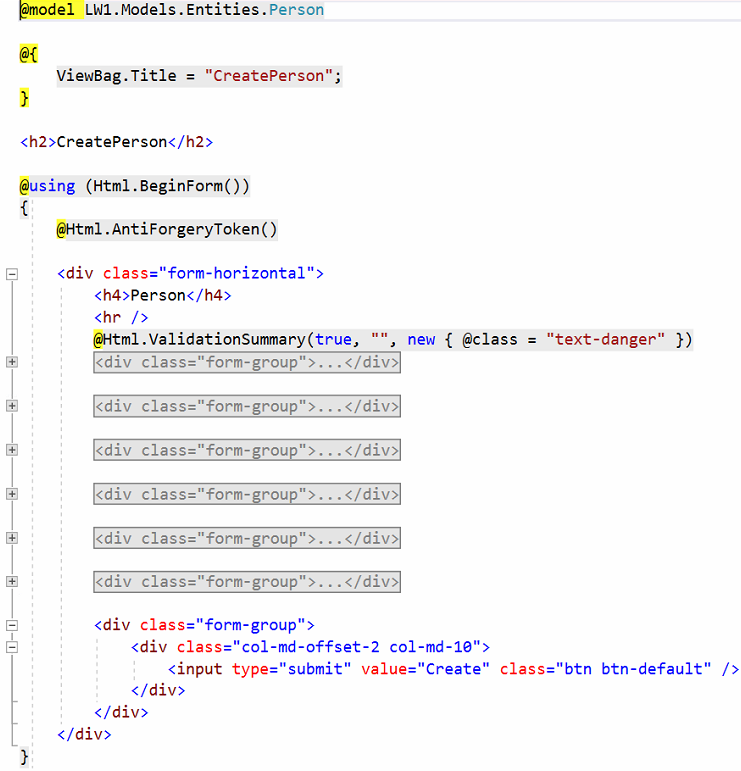 @model LW1.Models.Entities.Person
@{
ViewBag.Title = "CreatePerson";
}
<h2>CreatePerson</h2>
@using (Html.BeginForm())
{
@Html.AntiForgeryToken()
<div class="form-horizontal">
<h4>Person</h4>
<hr />
@Html.ValidationSummary(true, "", new { @class = "text-danger" })
<div class="form-group">...</div>
<div class="form-group">...</div>
<div class="form-group">...</div>
<div class="form-group">...</div>
<div class="form-group">...</div>
<div class="form-group">...</div>
<div class="form-group">
<div class="col-md-offset-2 col-md-10">
<input type="submit" value="Create" class="btn btn-default" />
</div>
</div>
</div>
}